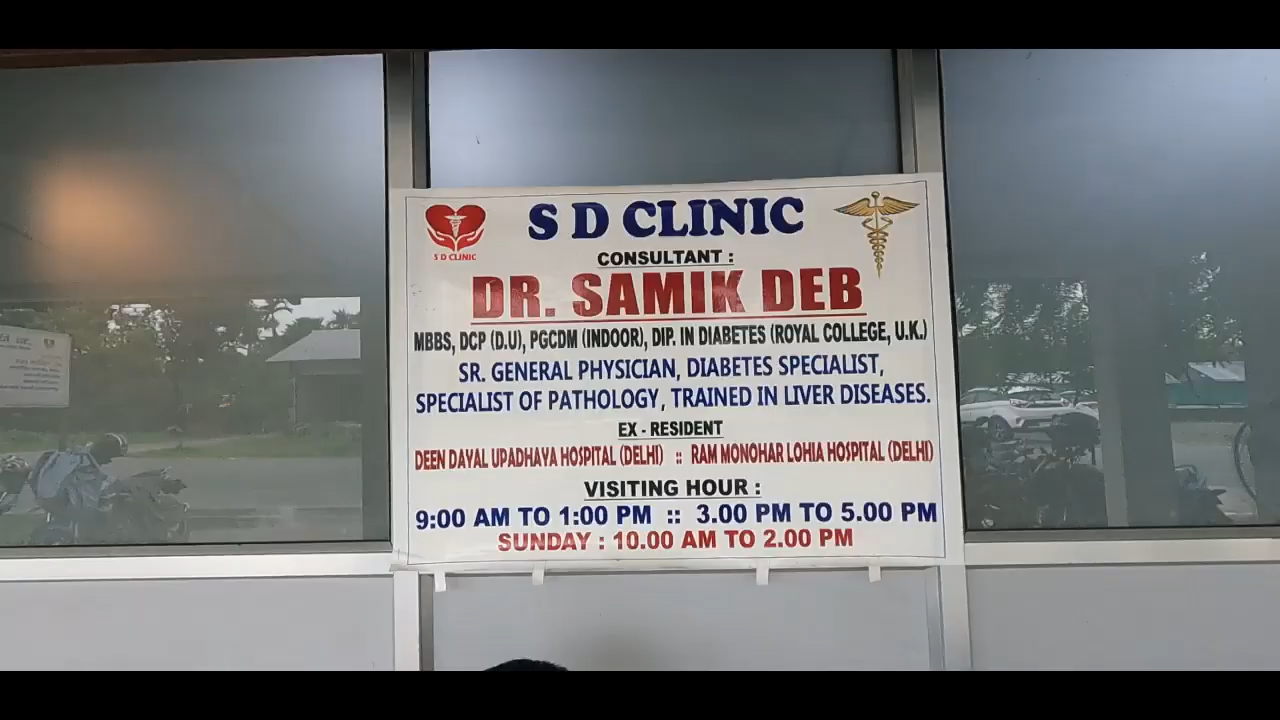 S D CLINIC
S D CLINIC
CONSULTANT :
DR. SAMIK DEB
MBBS, DCP (D.U), PGCDM (INDOOR), DIP. IN DIABETES (ROYAL COLLEGE, U.K.)
SR. GENERAL PHYSICIAN, DIABETES SPECIALIST,
SPECIALIST OF PATHOLOGY, TRAINED IN LIVER DISEASES.
EX - RESIDENT
DEEN DAYAL UPADHAYA HOSPITAL (DELHI) :: RAM MONOHAR LOHIA HOSPITAL (DELHI)
VISITING HOUR :
9:00 AM TO 1:00 PM :: 3.00 PM TO 5.00 PM
SUNDAY : 10.00 AM TO 2.00 PM